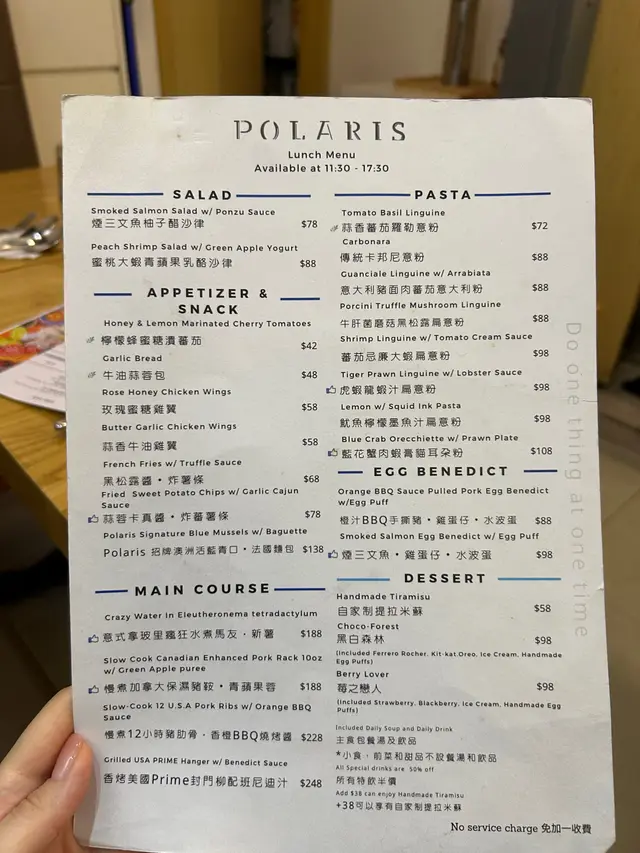 POLARIS
Lunch Menu
Available at 11:30 - 17:30
SALAD
Smoked Salmon Salad w/ Ponzu Sauce
煙三文魚柚子醋沙律 $78
Peach Shrimp Salad w/ Green Apple Yogurt
蜜桃大蝦青蘋果乳酪沙律 $88
APPETIZER &
SNACK
Honey & Lemon Marinated Cherry Tomatoes
檸檬蜂蜜糖漬蕃茄 $42
Garlic Bread
牛油蒜蓉包 $48
Rose Honey Chicken Wings
玫瑰蜜糖雞翼 $58
Butter Garlic Chicken Wings
蒜香牛油雞翼 $58
French Fries w/ Truffle Sauce
黑松露醬・炸薯條 $68
Fried Sweet Potato Chips w/ Garlic Cajun
Sauce
蒜蓉卡真醬・炸蕃薯條 $78
Polaris Signature Blue Mussels w/ Baguette
Polaris 招牌澳洲活藍青口・法國麵包 $138
MAIN COURSE
Crazy Water In Eleutheronema tetradactylum
意式拿玻里瘋狂水煮馬友・新薯 $188
Slow Cook Canadian Enhanced Pork Rack 10oz
w/ Green Apple puree
慢煮加拿大保濕豬鞍・青蘋果蓉 $188
Slow-Cook 12 U.S.A Pork Ribs w/ Orange BBQ
Sauce
慢煮12小時豬肋骨・香橙BBQ燒烤醬 $228
Grilled USA PRIME Hanger w/ Benedict Sauce
香烤美國Prime封門柳配班尼迪汁 $248
PASTA
Tomato Basil Linguine
蒜香蕃茄羅勒意粉 $72
Carbonara
傳統卡邦尼意粉 $88
Guanciale Linguine w/ Arrabiata
意大利豬面肉蕃茄意大利粉 $88
Porcini Truffle Mushroom Linguine
牛肝菌蘑菇黑松露扁意粉 $88
Shrimp Linguine w/ Tomato Cream Sauce
蕃茄忌廉大蝦扁意粉 $98
Tiger Prawn Linguine w/ Lobster Sauce
虎蝦龍蝦汁扁意粉 $98
Lemon w/ Squid Ink Pasta
魷魚檸檬墨魚汁扁意粉 $98
Blue Crab Orecchiette w/ Prawn Plate
藍花蟹肉蝦膏貓耳朵粉 $108
EGG BENEDICT
Orange BBQ Sauce Pulled Pork Egg Benedict
w/Egg Puff
橙汁BBQ手撕豬・雞蛋仔・水波蛋 $88
Smoked Salmon Egg Benedict w/ Egg Puff
煙三文魚・雞蛋仔・水波蛋 $98
DESSERT
Handmade Tiramisu
自家制提拉米蘇 $58
Choco-Forest
黑白森林 $98
(Included Ferrero Rocher, Kit-kat,Oreo, Ice Cream, Handmade
Egg Puffs)
Berry Lover
莓之戀人 $98
(Included Strawberry, Blackberry, Ice Cream, Handmade Egg
Puffs)
Included Daily Soup and Daily Drink
主食包餐湯及飲品
*小食，前菜和甜品不設餐湯和飲品
All Special drinks are 50% off
所有特飲半價
Add $38 can enjoy Handmade Tiramisu
+38可以享有自家制提拉米蘇
No service charge 免加一收費
Do one thing at one time